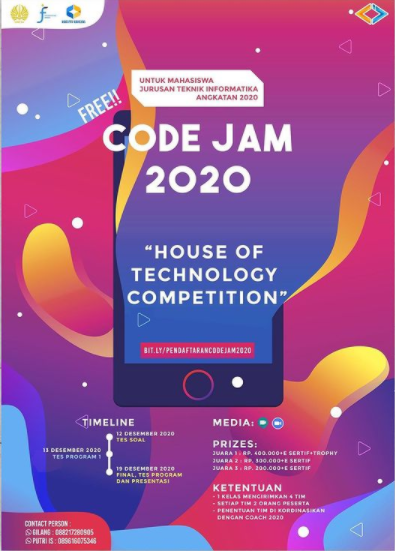 UNTUK MAHASISWA
JURUSAN TEKNIK INFORMATIKA
ANGKATAN 2020
FREE!!
CODE JAM
2020
“HOUSE OF
TECHNOLOGY
COMPETITION”
BIT.LY/PENDAFTARANCODEJAM2020
TIMELINE
12 DESEMBER 2020
TES SOAL
13 DESEMBER 2020
TES PROGRAM 1
19 DESEMBER 2020
FINAL, TES PROGRAM
DAN PRESENTASI
MEDIA:
PRIZES:
JUARA 1 : RP. 400.000+E SERTIF+TROPHY
JUARA 2 : RP. 300.000+E SERTIF
JUARA 3 : RP. 200.000+E SERTIF
KETENTUAN
- 1 KELAS MENGIRIMKAN 4 TIM
- SETIAP TIM 2 ORANG PESERTA
- PENENTUAN TIM DI KORDINASIKAN
DENGAN COACH 2020
CONTACT PERSON
GILANG : 088217280905
PUTRI IS : 089616075346